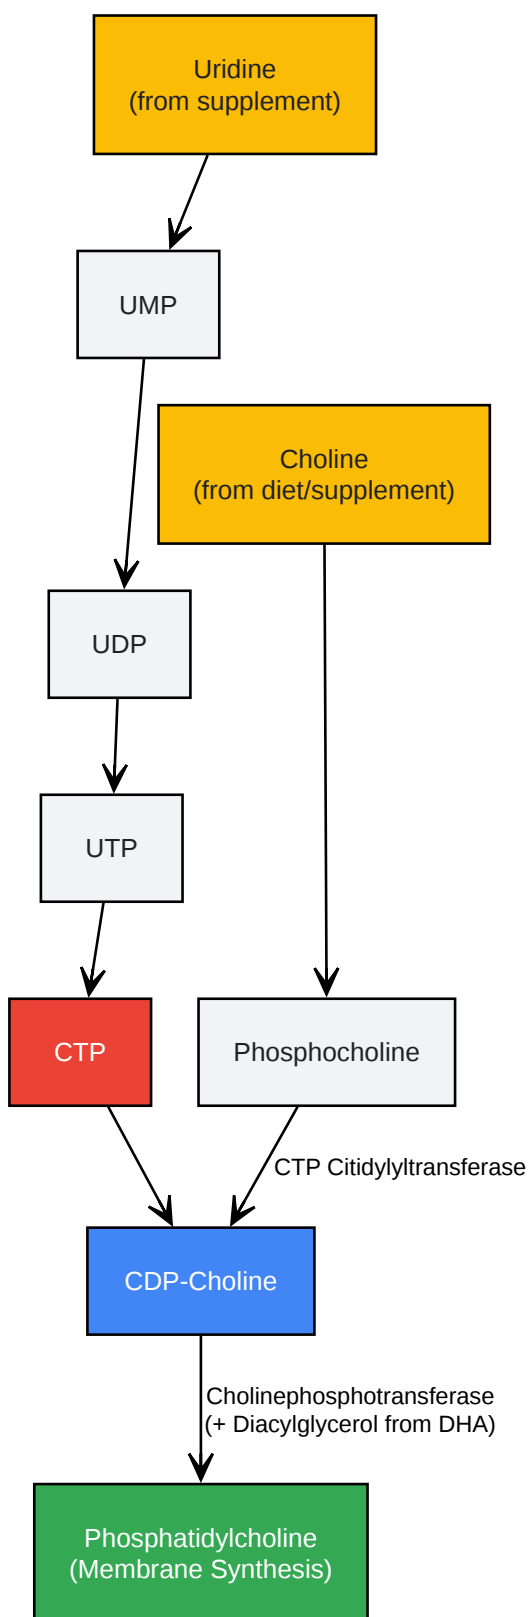 Uridine
(from supplement)
UMP
Choline
(from diet/supplement)
UDP
UTP
CTP
Phosphocholine
CTP Citidylyltransferase
CDP-Choline
Cholinephosphotransferase
(+ Diacylglycerol from DHA)
Phosphatidylcholine
(Membrane Synthesis)